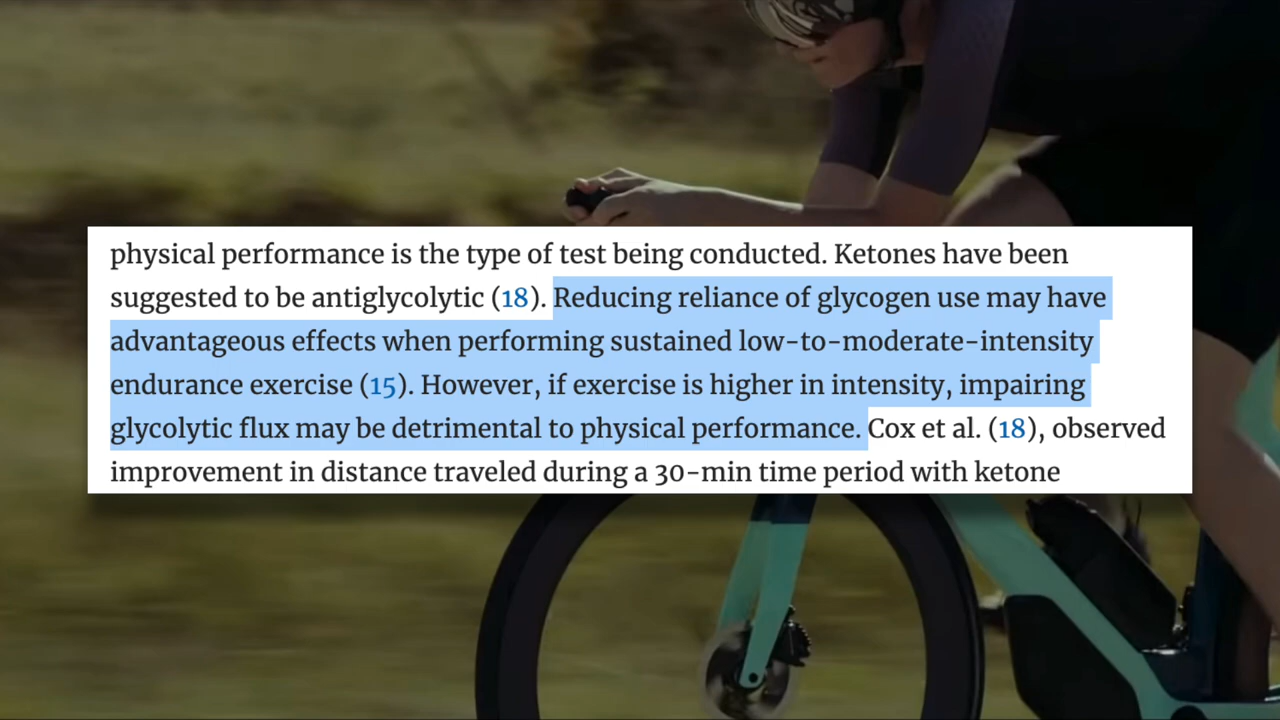 physical performance is the type of test being conducted. Ketones have been
suggested to be antiglycolytic (18). Reducing reliance of glycogen use may have
advantageous effects when performing sustained low-to-moderate-intensity
endurance exercise (15). However, if exercise is higher in intensity, impairing
glycolytic flux may be detrimental to physical performance. Cox et al. (18), observed
improvement in distance traveled during a 30-min time period with ketone